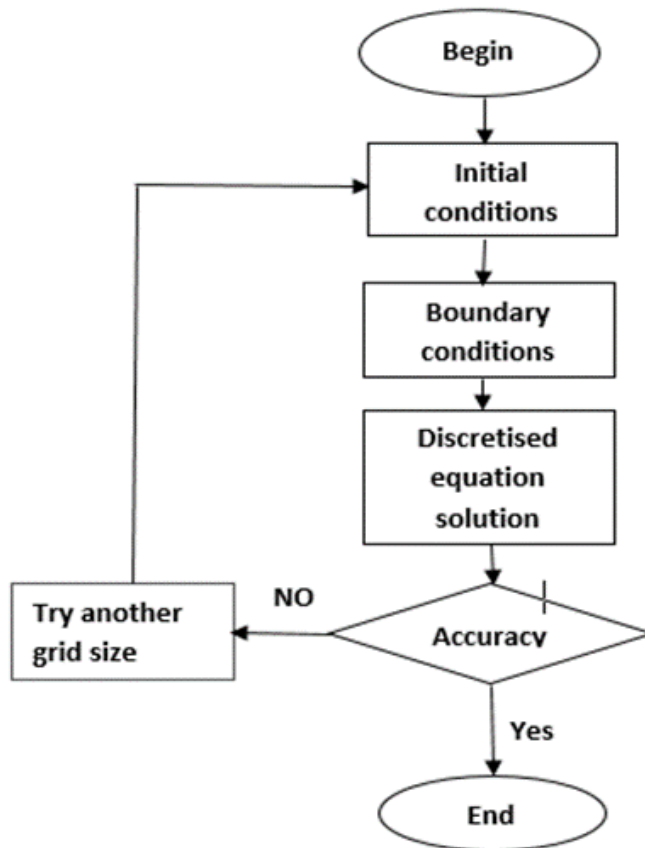 Begin
Initial
conditions
Boundary
conditions
Discretised
equation
solution
NO
Try another
grid size
Accuracy
Yes
End